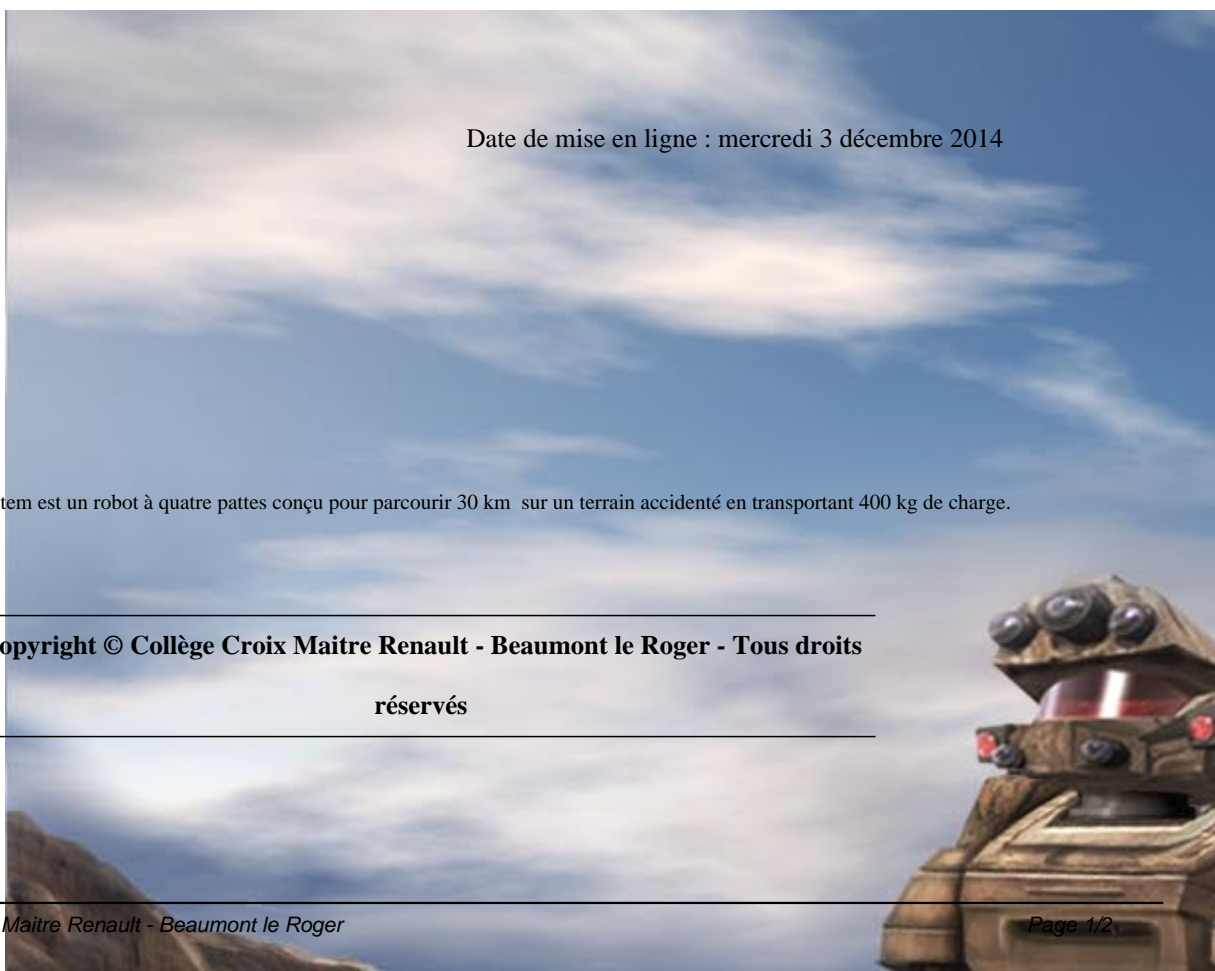 Date de mise en ligne : mercredi 3 décembre 2014
tem est un robot à quatre pattes conçu pour parcourir 30 km sur un terrain accidenté en transportant 400 kg de charge.
opyright © Collège Croix Maitre Renault - Beaumont le Roger - Tous droits
réservés
Maitre Renault - Beaumont le Roger Page 1/2